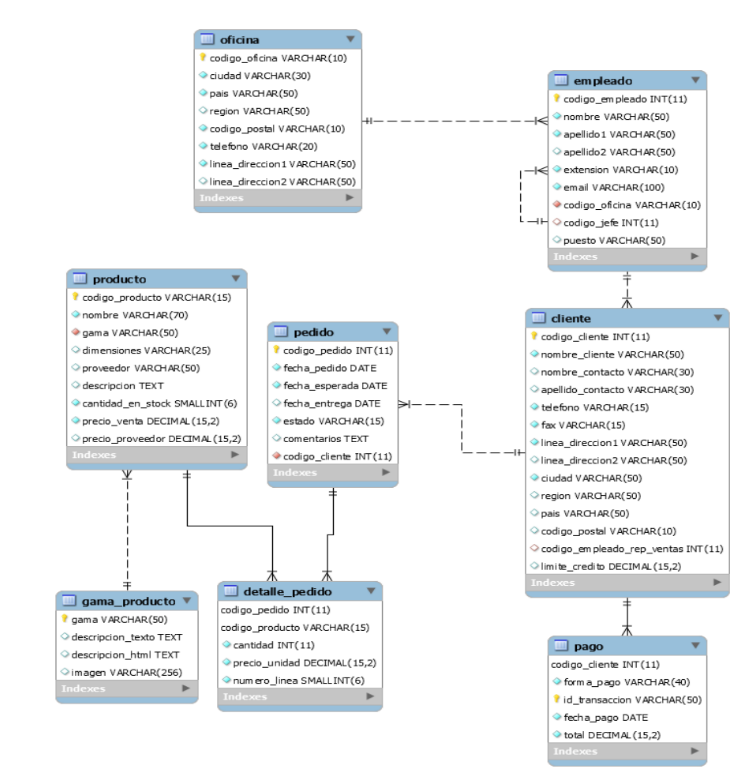 oficina
codigo_oficina VARCHAR(10)
ciudad VARCHAR(30)
pais VARCHAR(50)
region VARCHAR(50)
codigo_postal VARCHAR(10)
telefono VARCHAR(20)
linea_direccion1 VARCHAR(50)
linea_direccion2 VARCHAR(50)
Indexes
empleado
codigo_empleado INT(11)
nombre VARCHAR(50)
apellido1 VARCHAR(50)
apellido2 VARCHAR(50)
extension VARCHAR(10)
email VARCHAR(100)
codigo_oficina VARCHAR(10)
codigo_jefe INT(11)
puesto VARCHAR(50)
Indexes
producto
codigo_producto VARCHAR(15)
nombre VARCHAR(70)
gama VARCHAR(50)
dimensiones VARCHAR(25)
proveedor VARCHAR(50)
descripcion TEXT
cantidad_en_stock SMALLINT(6)
precio_venta DECIMAL(15,2)
precio_proveedor DECIMAL(15,2)
Indexes
pedido
codigo_pedido INT(11)
fecha_pedido DATE
fecha_esperada DATE
fecha_entrega DATE
estado VARCHAR(15)
comentarios TEXT
codigo_cliente INT(11)
Indexes
cliente
codigo_cliente INT(11)
nombre_cliente VARCHAR(50)
nombre_contacto VARCHAR(30)
apellido_contacto VARCHAR(30)
telefono VARCHAR(15)
fax VARCHAR(15)
linea_direccion1 VARCHAR(50)
linea_direccion2 VARCHAR(50)
ciudad VARCHAR(50)
region VARCHAR(50)
pais VARCHAR(50)
codigo_postal VARCHAR(10)
codigo_empleado_rep_ventas INT(11)
limite_credito DECIMAL(15,2)
Indexes
gama_producto
gama VARCHAR(50)
descripcion_texto TEXT
descripcion_html TEXT
imagen VARCHAR(256)
Indexes
detalle_pedido
codigo_pedido INT(11)
codigo_producto VARCHAR(15)
cantidad INT(11)
precio_unidad DECIMAL(15,2)
numero_linea SMALLINT(6)
Indexes
pago
codigo_cliente INT(11)
forma_pago VARCHAR(40)
id_transaccion VARCHAR(50)
fecha_pago DATE
total DECIMAL(15,2)
Indexes